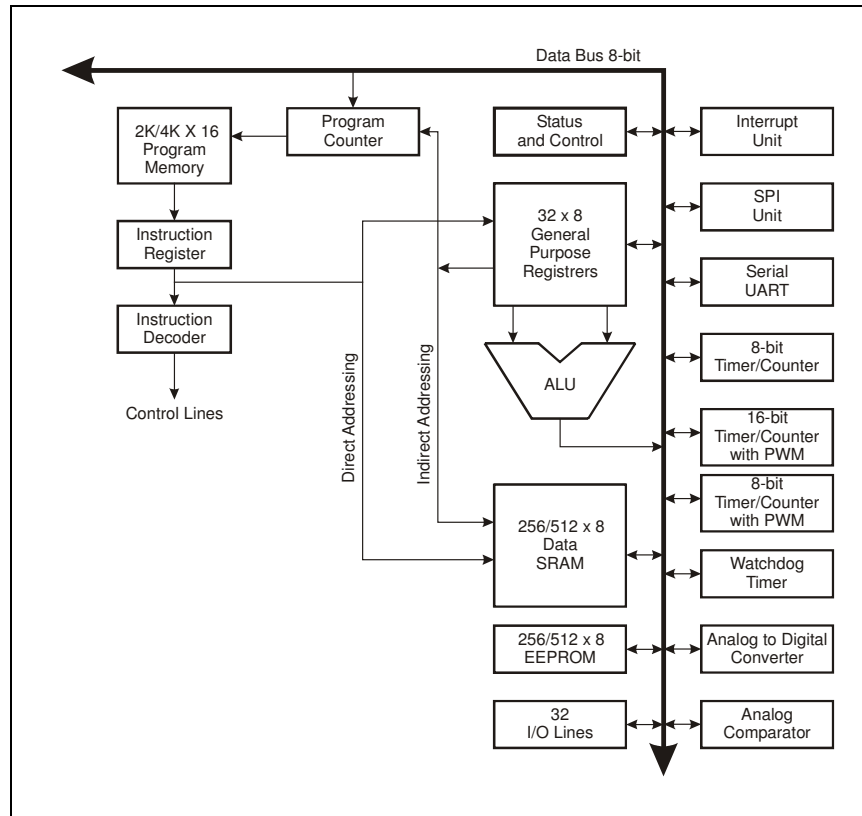 Data Bus 8-bit
2K/4K X 16
Program
Memory
Program
Counter
Status
and Control
Interrupt
Unit
Instruction
Register
32 x 8
General
Purpose
Registrers
SPI
Unit
Serial
UART
Instruction
Decoder
8-bit
Timer/Counter
ALU
Control Lines
Direct Addressing
Indirect Addressing
16-bit
Timer/Counter
with PWM
8-bit
Timer/Counter
with PWM
256/512 x 8
Data
SRAM
Watchdog
Timer
256/512 x 8
EEPROM
Analog to Digital
Converter
32
I/O Lines
Analog
Comparator